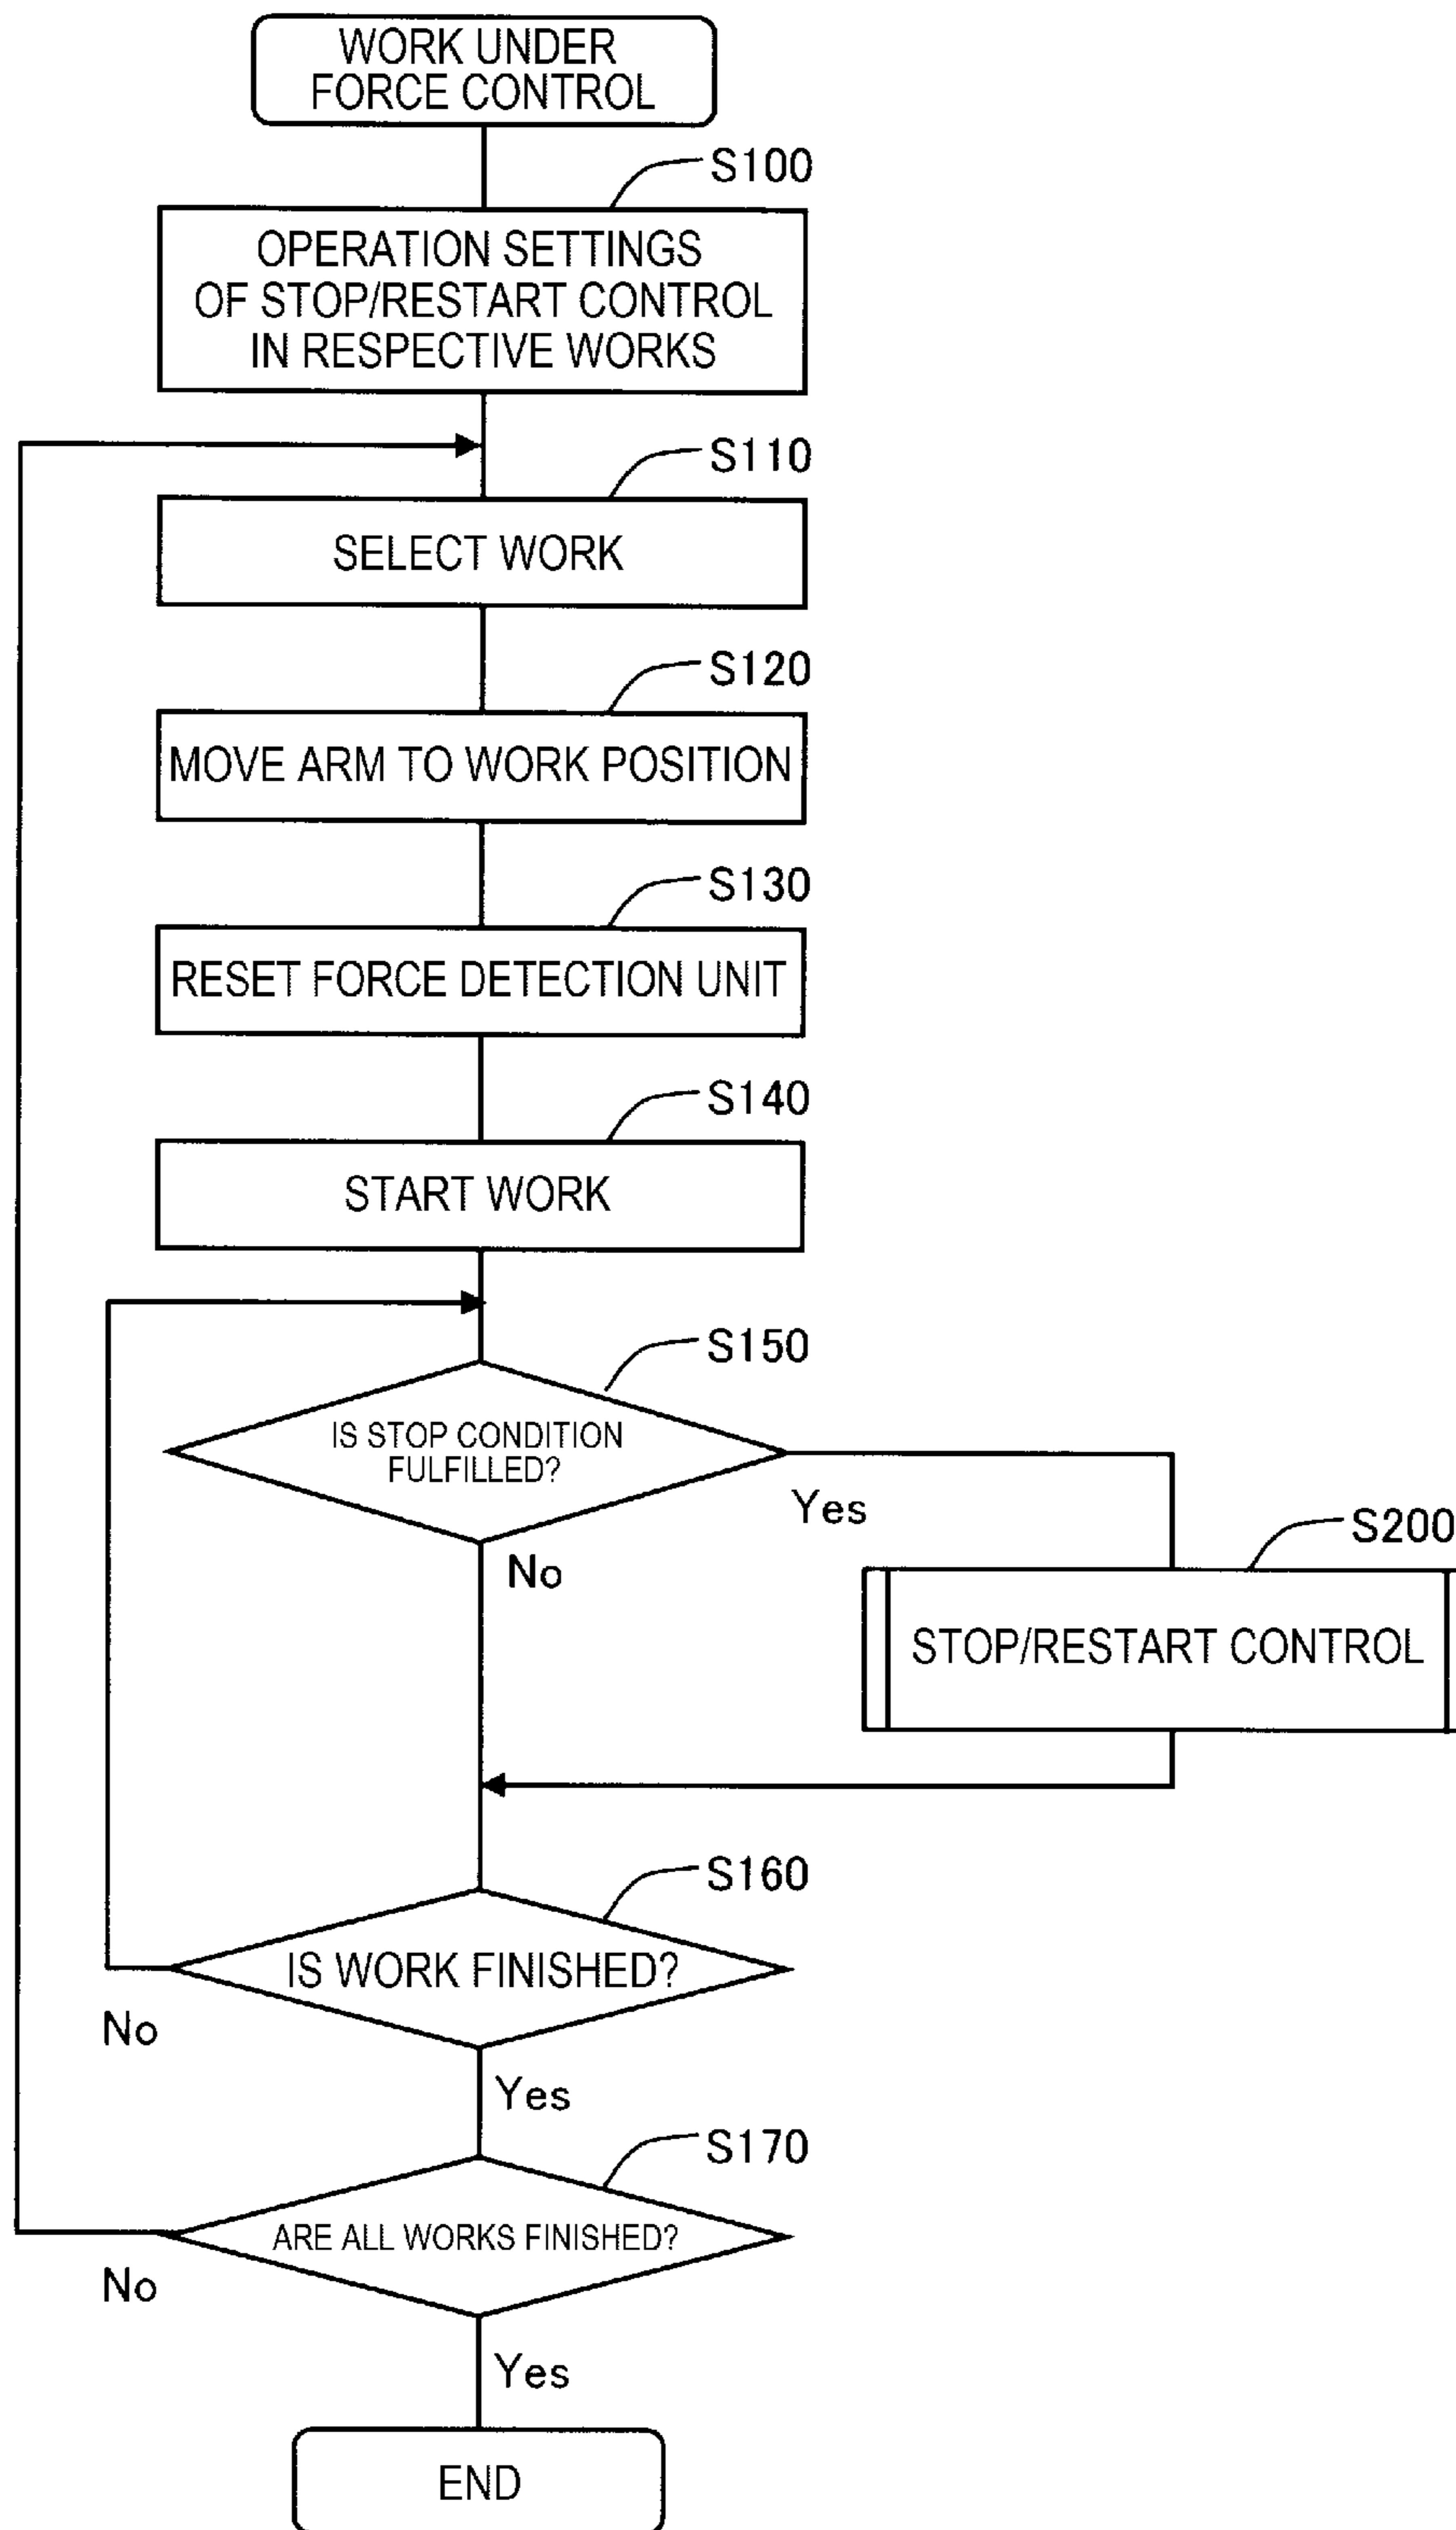 WORK UNDER
FORCE CONTROL
S100
OPERATION SETTINGS
OF STOP/RESTART CONTROL
IN RESPECTIVE WORKS
S110
SELECT WORK
S120
MOVE ARM TO WORK POSITION
S130
RESET FORCE DETECTION UNIT
S140
START WORK
S150
IS STOP CONDITION
FULFILLED?
Yes
No
S200
STOP/RESTART CONTROL
S160
IS WORK FINISHED?
No
Yes
S170
ARE ALL WORKS FINISHED?
No
Yes
END